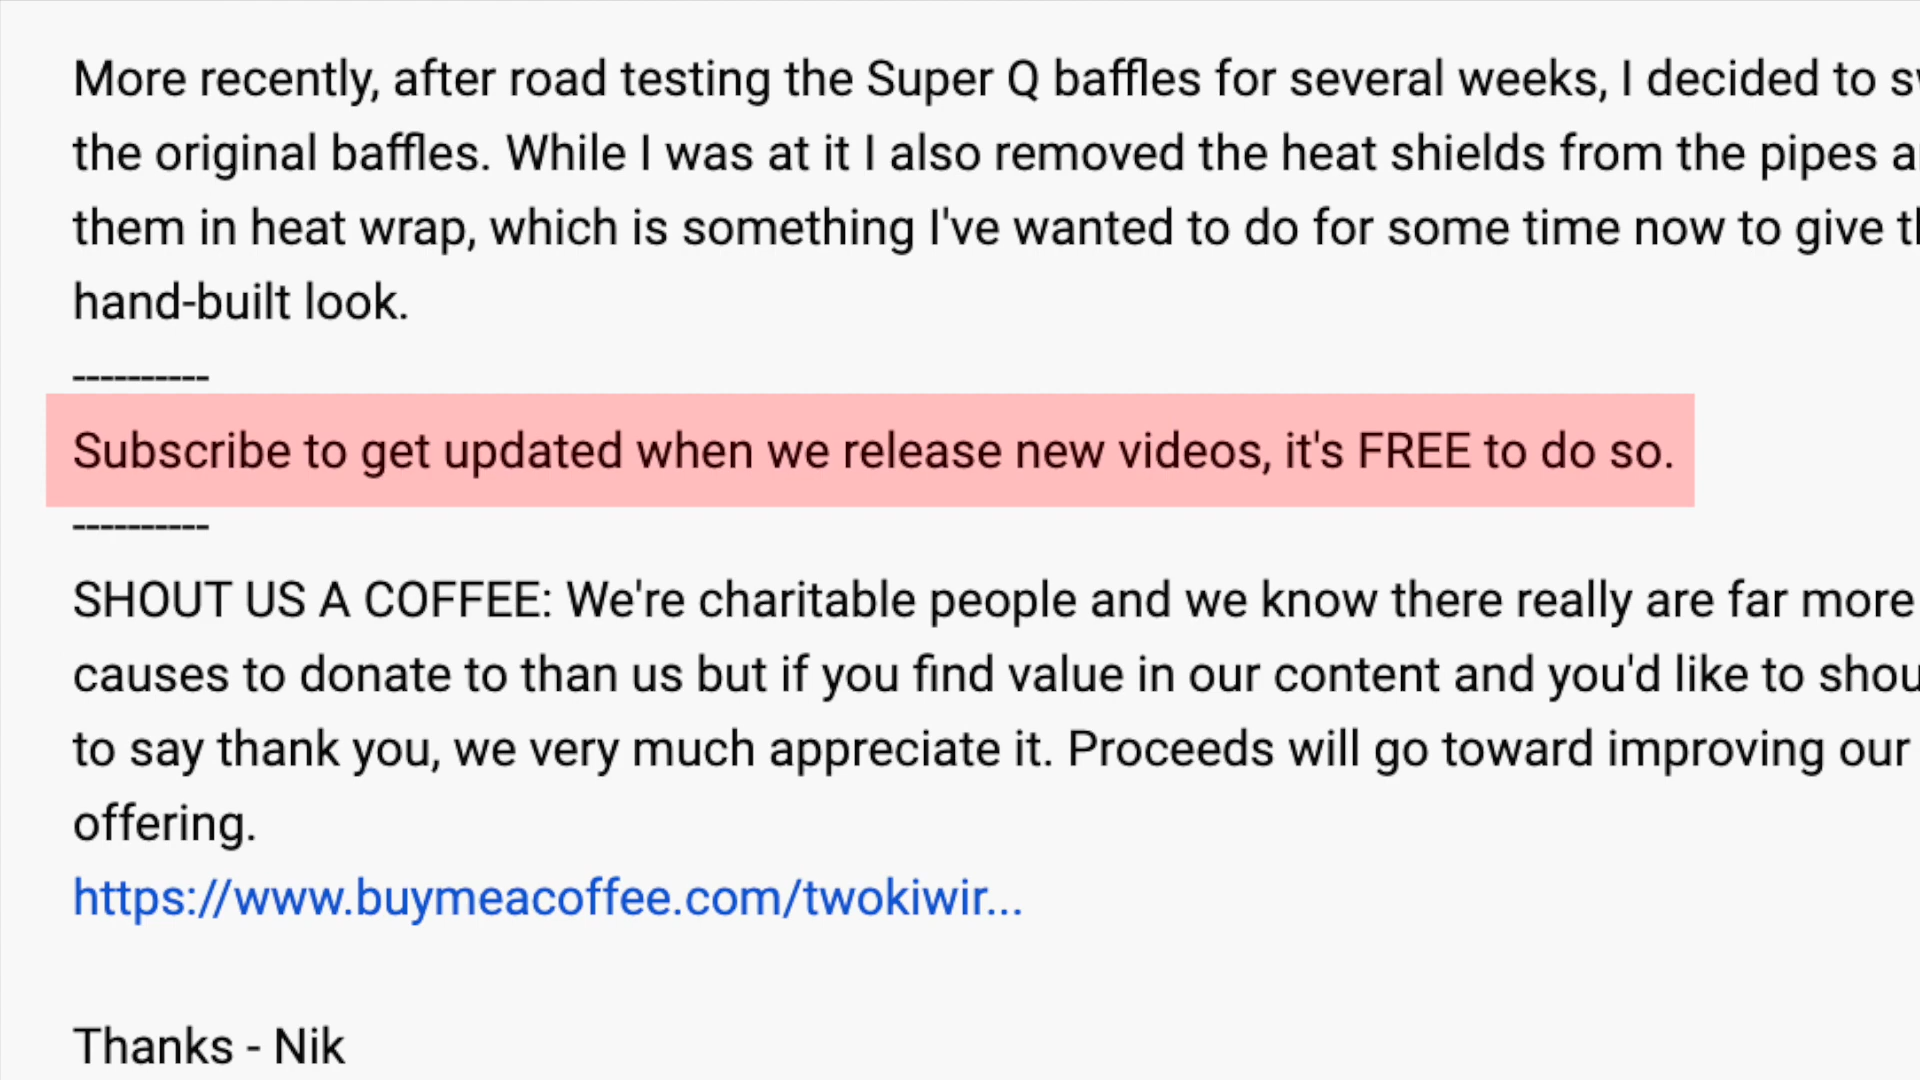 More recently, after road testing the Super Q baffles for several weeks, I decided to
the original baffles. While I was at it I also removed the heat shields from the pipes
them in heat wrap, which is something I've wanted to do for some time now to give
hand-built look.
----------
Subscribe to get updated when we release new videos, it's FREE to do so.
----------
SHOUT US A COFFEE: We're charitable people and we know there really are far more
causes to donate to than us but if you find value in our content and you'd like to
to say thank you, we very much appreciate it. Proceeds will go toward improving our
offering.
https://www.buymeacoffee.com/twokiwir...
Thanks - Nik